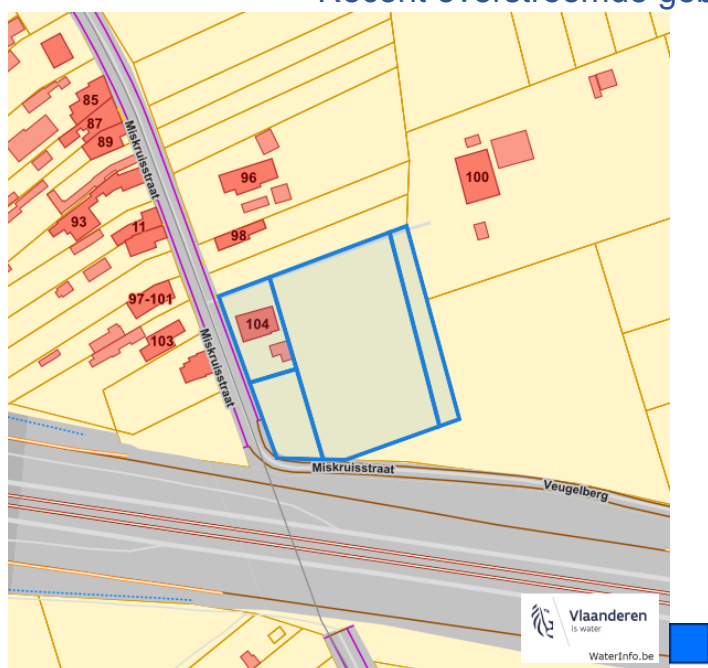 Recent overstroomde geb
85
87
89
Miskruisstraat
96
100
93
11
98
97-101
104
103
Miskruisstraat
Miskruisstraat
Veugelberg
Vlaanderen
is water
WaterInfo.be